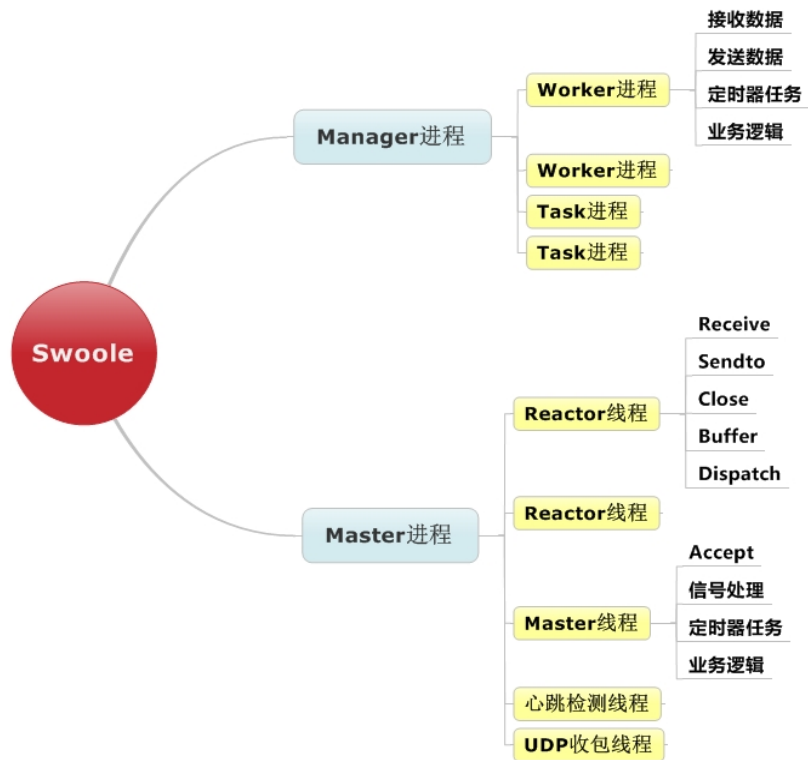 Swoole
Manager进程
Worker进程
接收数据
发送数据
定时器任务
业务逻辑
Worker进程
Task进程
Task进程
Master进程
Reactor线程
Receive
Sendto
Close
Buffer
Dispatch
Reactor线程
Master线程
Accept
信号处理
定时器任务
业务逻辑
心跳检测线程
UDP收包线程